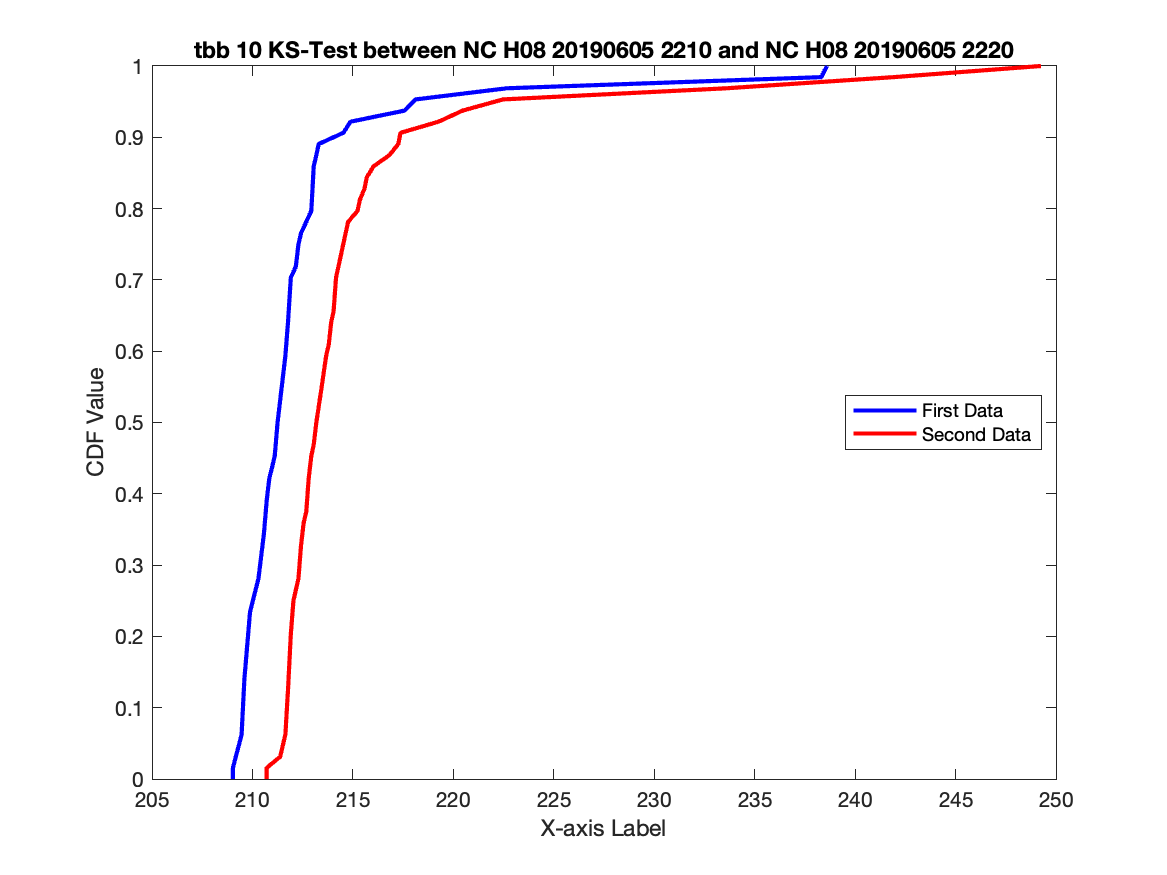 tbb 10 KS-Test between NC H08 20190605 2210 and NC H08 20190605 2220
1
0.9
0.8
0.7
0.6
0.5
0.4
0.3
0.2
0.1
0
CDF Value
First Data
Second Data
205 210 215 220 225 230 235 240 245 250
X-axis Label